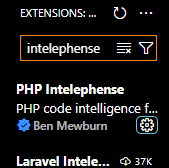 EXTENSIONS: ...
intelephense
PHP Intelephense
PHP code intelligence f...
Ben Mewburn
Laravel Intele... 37K